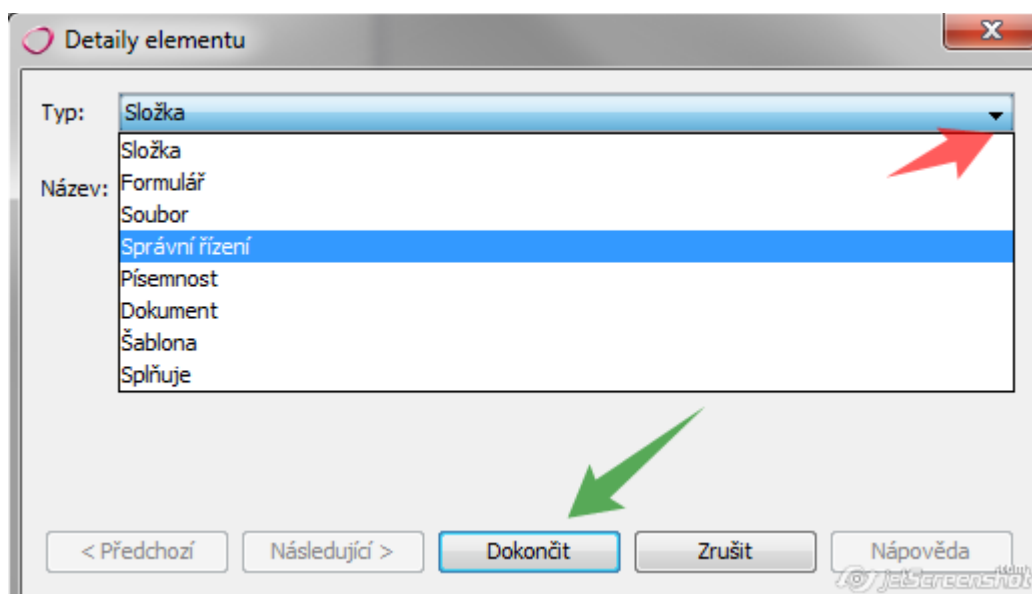 Detaily elementu
Typ: Složka
Složka
Název: Formulář
Soubor
Správní řízení
Písemnost
Dokument
Šablona
Splňuje
< Předchozí Následující > Dokončit Zrušit Nápověda
jetScreenshot